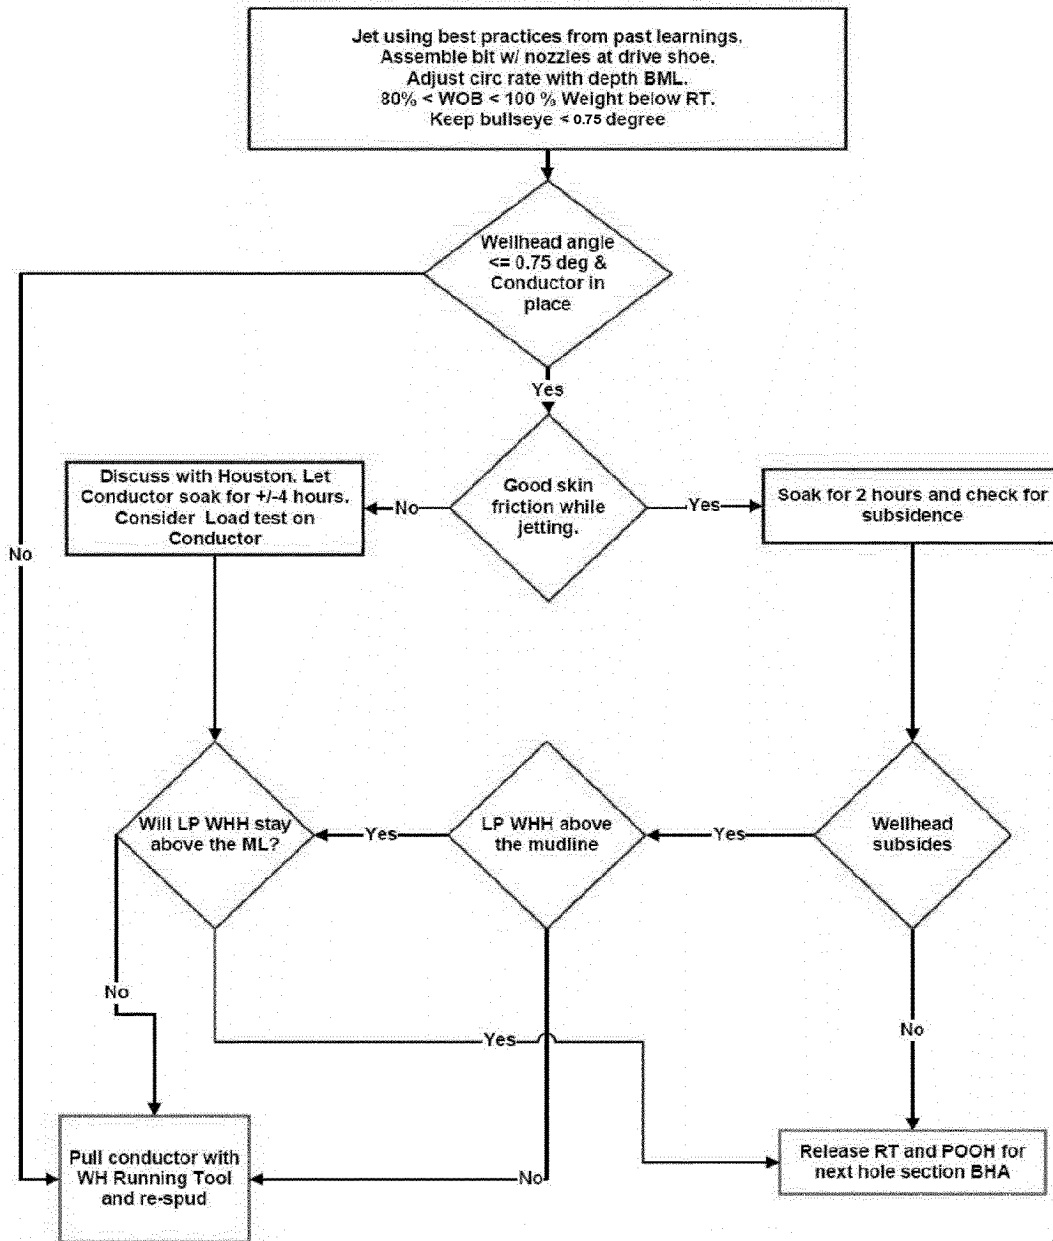 Jet using best practices from past learnings.
Assemble bit w/ nozzles at drive shoe.
Adjust circ rate with depth BML.
80% < WOB < 100 % Weight below RT.
Keep bullseye < 0.75 degree
Wellhead angle
<= 0.75 deg &
Conductor in
place
Yes
Discuss with Houston. Let
Conductor soak for +/-4 hours.
Consider Load test on
Conductor
No
Good skin
friction while
jetting.
Yes
Soak for 2 hours and check for
subsidence
No
Will LP WHH stay
above the ML?
Yes
LP WHH above
the mudline
Yes
Wellhead
subsides
No
Yes
No
Pull conductor with
WH Running Tool
and re-spud
No
Release RT and POOH for
next hole section BHA